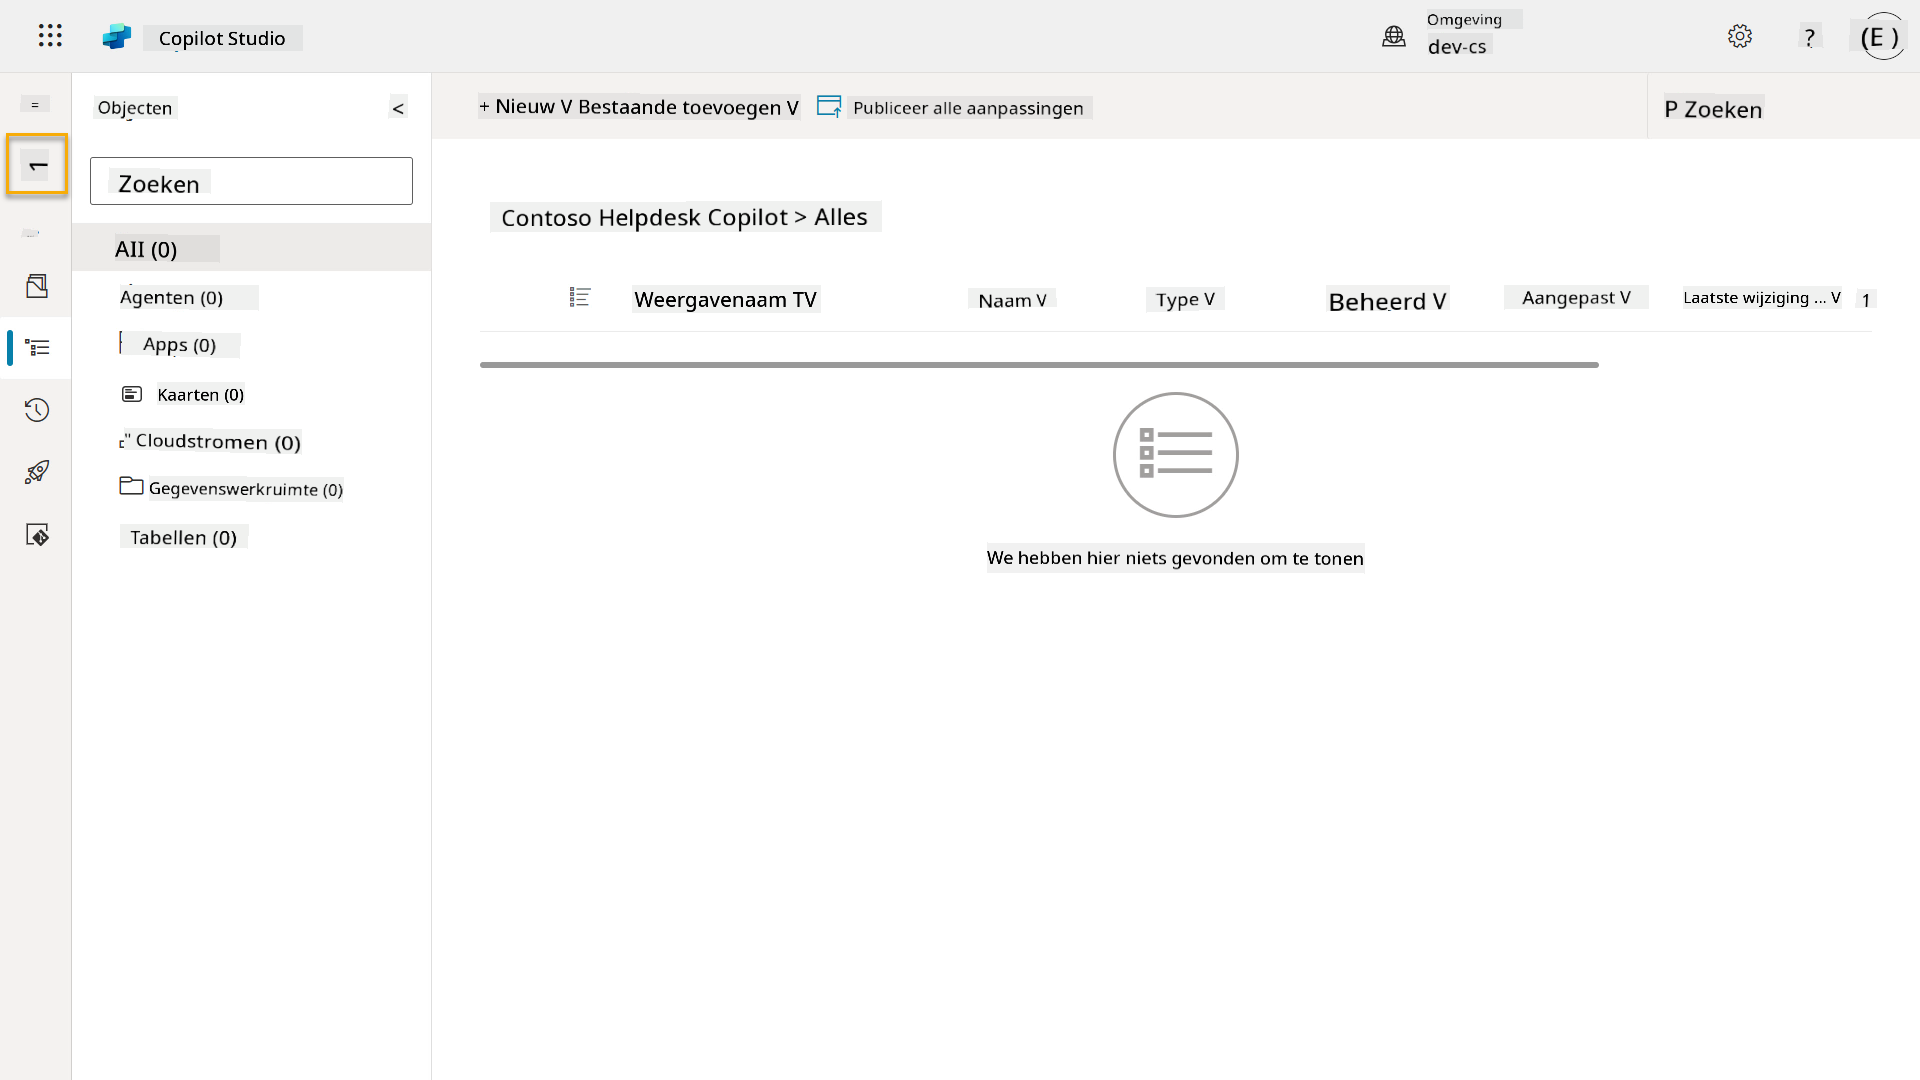 Copilot Studio
Omgeving
dev-cs
?
(E )
=
Objecten
<
+ Nieuw V Bestaande toevoegen V
Publiceer alle aanpassingen
P Zoeken
1
Zoeken
Contoso Helpdesk Copilot > Alles
AII (0)
Agenten (0)
Apps (0)
Kaarten (0)
" Cloudstromen (0)
Gegevenswerkruimte (0)
Tabellen (0)
Weergavenaam TV
Naam V
Type V
Beheerd V
Aangepast V
Laatste wijziging ... V
1
We hebben hier niets gevonden om te tonen